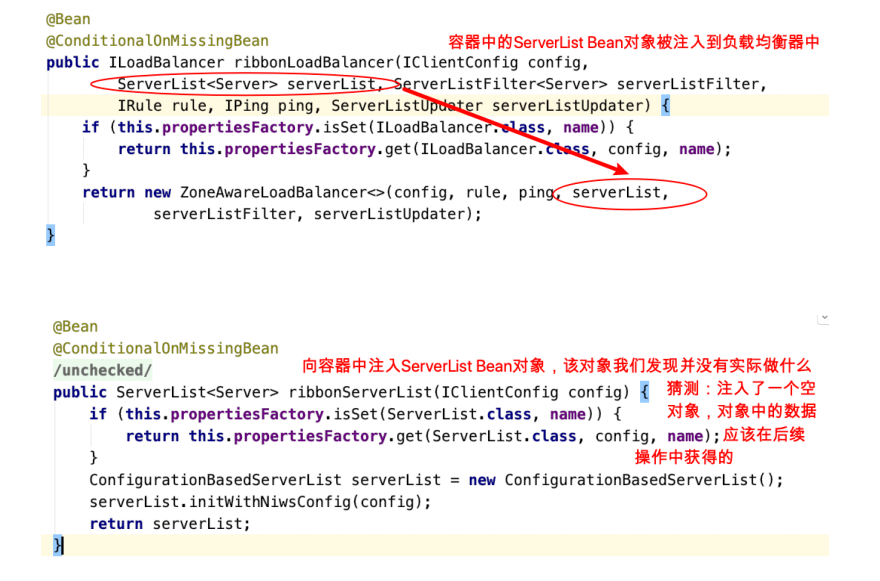 @Bean
@ConditionalOnMissingBean
容器中的ServerList Bean对象被注入到负载均衡器中
public ILoadBalancer ribbonLoadBalancer(IClientConfig config,
ServerList<Server> serverList, ServerListFilter<Server> serverListFilter,
IRule rule, IPing ping, ServerListUpdater serverListUpdater) {
if (this.propertiesFactory.isSet(ILoadBalancer.class, name)) {
return this.propertiesFactory.get(ILoadBalancer.class, config, name);
}
return new ZoneAwareLoadBalancer<>(config, rule, ping, serverList,
serverListFilter, serverListUpdater);
}
@Bean
@ConditionalOnMissingBean
/unchecked/
向容器中注入ServerList Bean对象，该对象我们发现并没有实际做什么
public ServerList<Server> ribbonServerList(IClientConfig config) {
猜测：注入了一个空
if (this.propertiesFactory.isSet(ServerList.class, name)) {
对象，对象中的数据
return this.propertiesFactory.get(ServerList.class, config, name);
应该在后续
}
操作中获得的
ConfigurationBasedServerList serverList = new ConfigurationBasedServerList();
serverList.initWithNiwsConfig(config);
return serverList;
}